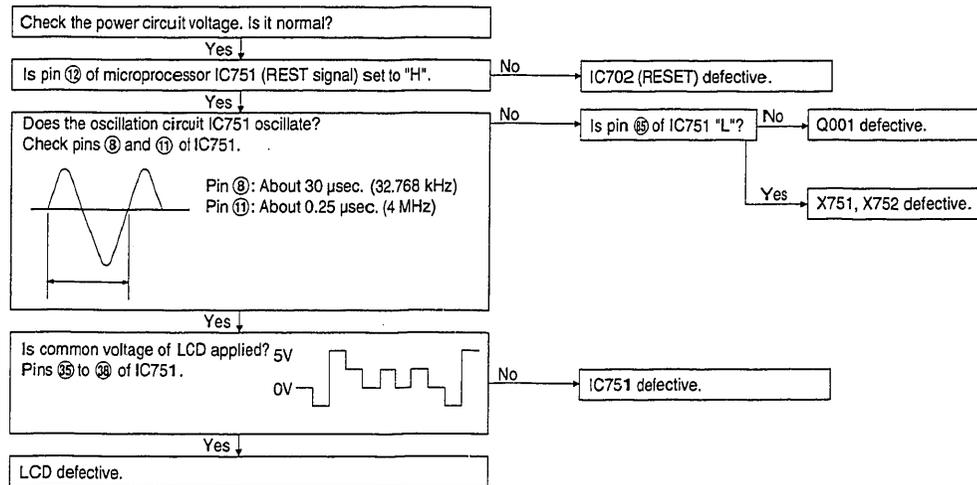 Check the power circuit voltage. Is it normal?
Yes
Is pin ⑫ of microprocessor IC751 (REST signal) set to "H".
No
IC702 (RESET) defective.
Yes
Does the oscillation circuit IC751 oscillate?
Check pins ⑧ and ⑪ of IC751.
Pin ⑧: About 30 μsec. (32.768 kHz)
Pin ⑪: About 0.25 μsec. (4 MHz)
No
Is pin 85 of IC751 "L"?
No
Q001 defective.
Yes
X751, X752 defective.
Yes
Is common voltage of LCD applied?
Pins ㉟ to ㊳ of IC751.
5V
0V
No
IC751 defective.
Yes
LCD defective.